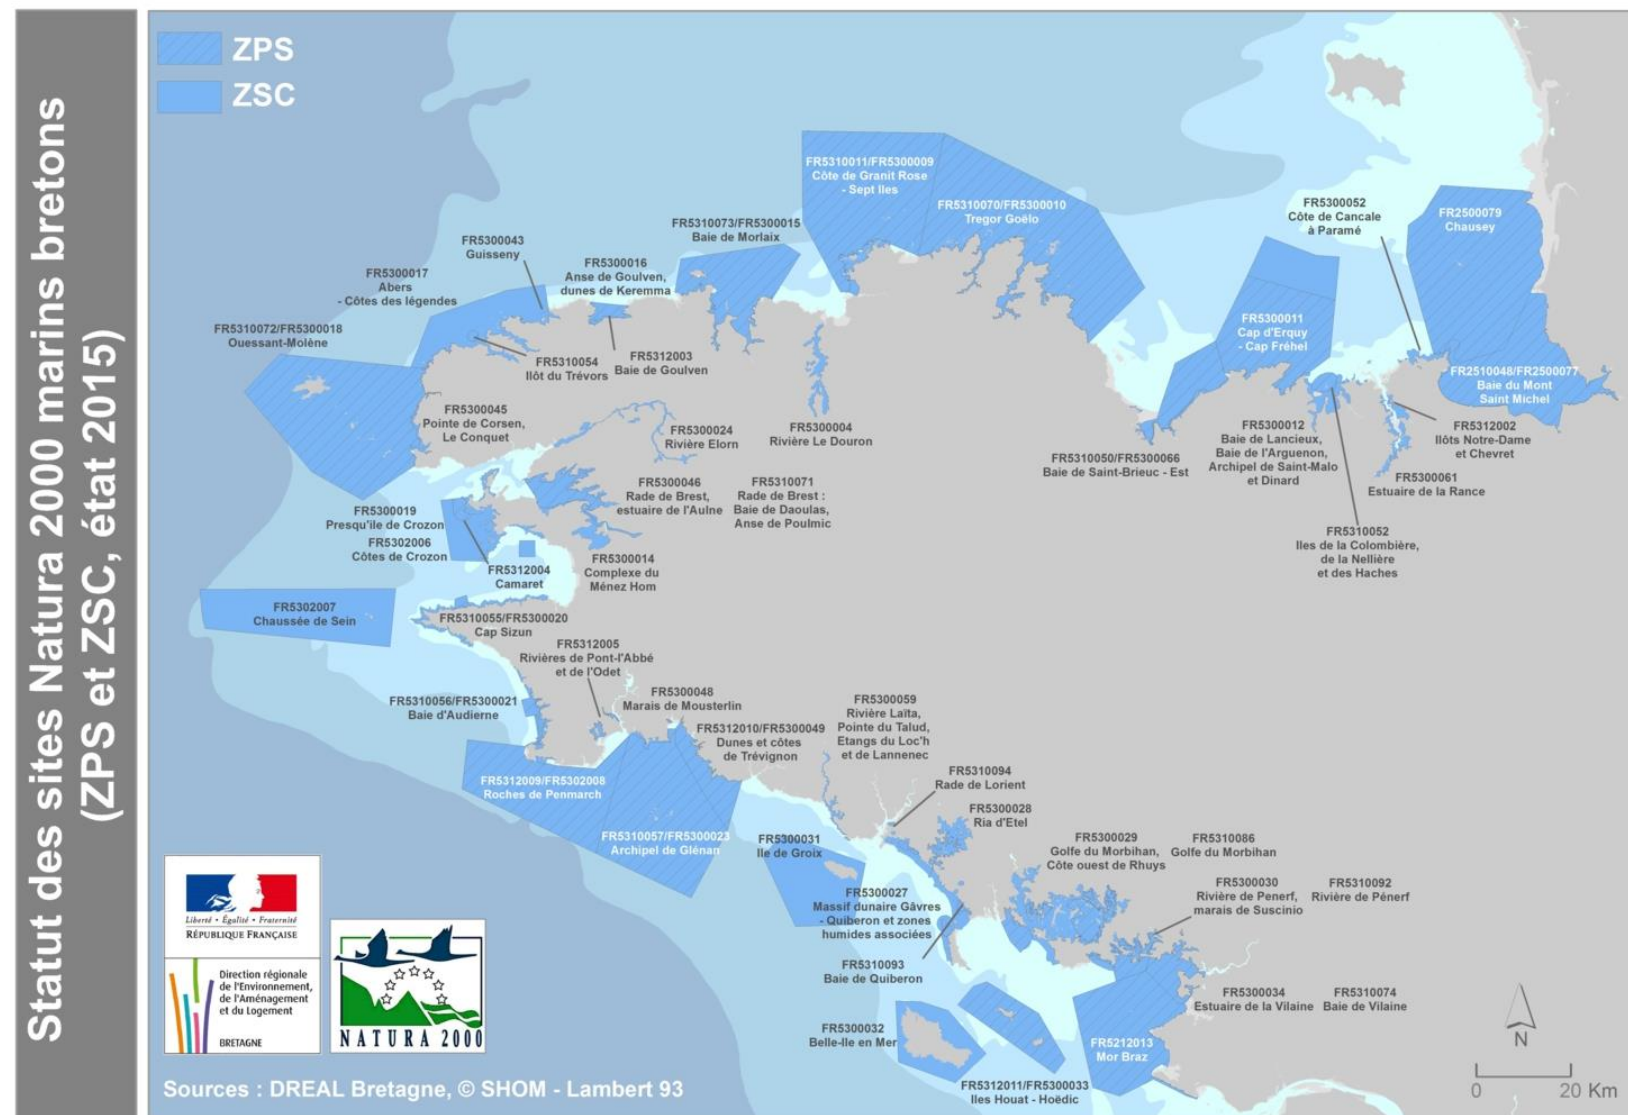 Statut des sites Natura 2000 marins bretons
(ZPS et ZSC, état 2015)
ZPS
ZSC
FR5310011/FR5300009
Côte de Granit Rose
- Sept Iles
FR5310070/FR5300010
Tregor Goëlo
FR5300052
Côte de Cancale
à Paramé
FR2500079
Chausey
FR5310073/FR5300015
Baie de Morlaix
FR5300043
Guisseny
FR5300016
Anse de Goulven,
dunes de Keremma
FR5300017
Abers
- Côtes des légendes
FR5310072/FR5300018
Ouessant-Molène
FR5310054
Ilôt du Trévors
FR5312003
Baie de Goulven
FR5300011
Cap d'Erquy
- Cap Fréhel
FR2510048/FR2500077
Baie du Mont
Saint Michel
FR5300045
Pointe de Corsen,
Le Conquet
FR5300024
Rivière Elorn
FR5300004
Rivière Le Douron
FR5310050/FR5300066
Baie de Saint-Brieuc - Est
FR5300012
Baie de Lancieux,
Baie de l'Arguenon,
Archipel de Saint-Malo
et Dinard
FR5312002
Ilôts Notre-Dame
et Chevret
FR5300061
Estuaire de la Rance
FR5300046
Rade de Brest,
estuaire de l'Aulne
FR5310071
Rade de Brest :
Baie de Daoulas,
Anse de Poulmic
FR5300019
Presqu'ile de Crozon
FR5302006
Côtes de Crozon
FR5312004
Camaret
FR5300014
Complexe du
Ménez Hom
FR5310052
Iles de la Colombière,
de la Nellière
et des Haches
FR5302007
Chaussée de Sein
FR5310055/FR5300020
Cap Sizun
FR5312005
Rivières de Pont-l'Abbé
et de l'Odet
FR5310056/FR5300021
Baie d'Audierne
FR5300048
Marais de Mousterlin
FR5312010/FR5300049
Dunes et côtes
de Trévignon
FR5300059
Rivière Laïta,
Pointe du Talud,
Etangs du Loc'h
et de Lannenec
FR5312009/FR5302008
Roches de Penmarch
FR5310057/FR5300023
Archipel de Glénan
FR5310094
Rade de Lorient
FR5300028
Ria d'Etel
FR5300031
Ile de Groix
FR5300029
Golfe du Morbihan,
Côte ouest de Rhuys
FR5310086
Golfe du Morbihan
FR5300027
Massif dunaire Gâvres
- Quiberon et zones
humides associées
FR5300030
Rivière de Penerf,
marais de Suscinio
FR5310092
Rivière de Pénerf
FR5310093
Baie de Quiberon
FR5300034
Estuaire de la Vilaine
FR5310074
Baie de Vilaine
FR5300032
Belle-Ile en Mer
FR5212013
Mor Braz
FR5312011/FR5300033
Iles Houat - Hoëdic
Liberté • Égalité • Fraternité
RÉPUBLIQUE FRANÇAISE
Direction régionale
de l'Environnement,
de l'Aménagement
et du Logement
BRETAGNE
NATURA 2000
N
0 20 Km
Sources : DREAL Bretagne, © SHOM - Lambert 93